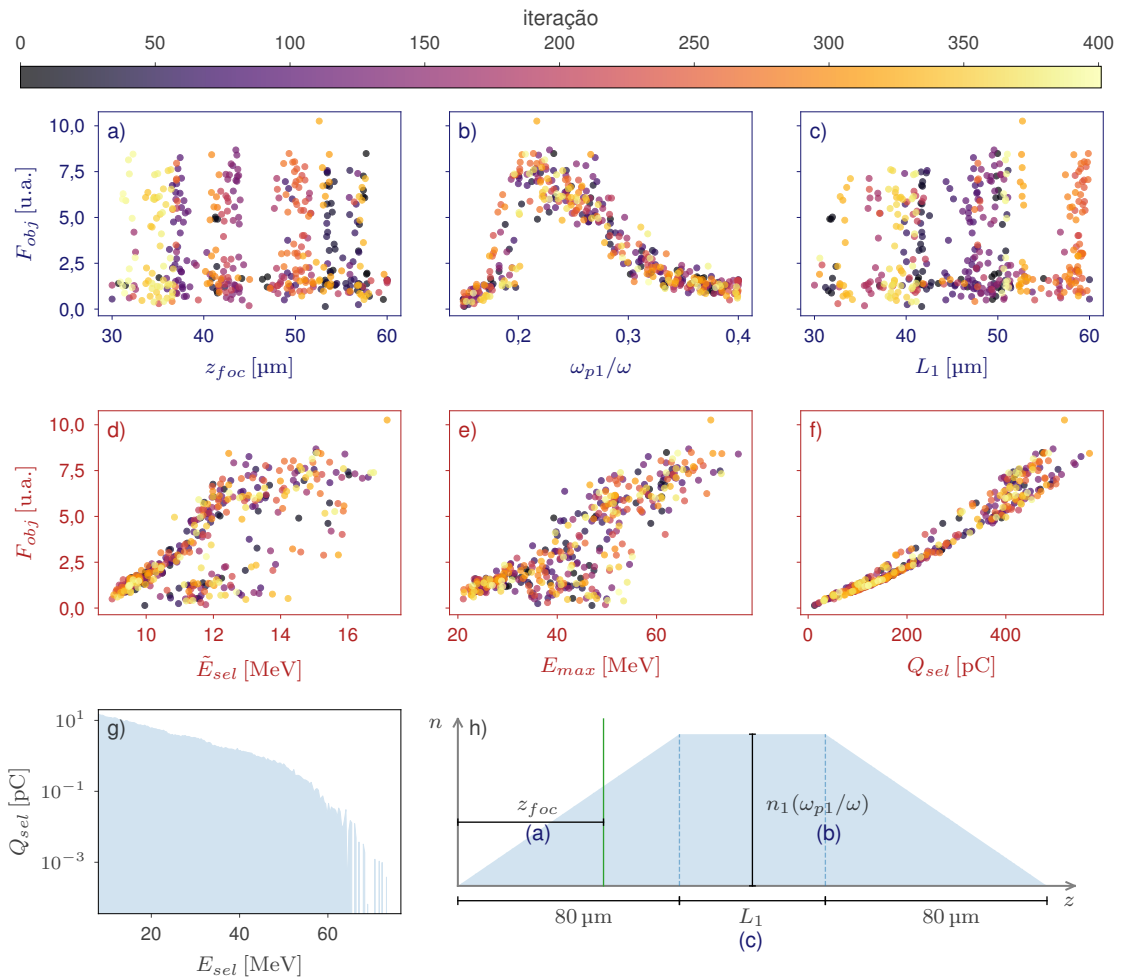 iteração
0 50 100 150 200 250 300 350 400
a) b) c)
F_obj [u.a.]
10,0
7,5
5,0
2,5
0,0
30 40 50 60
0,2 0,3 0,4
30 40 50 60
z_foc [µm]
ω_p1/ω
L_1 [µm]
d) e) f)
F_obj [u.a.]
10,0
7,5
5,0
2,5
0,0
10 12 14 16
20 40 60
0 200 400
Ẽ_sel [MeV]
E_max [MeV]
Q_sel [pC]
g)
Q_sel [pC]
10^1
10^-1
10^-3
20 40 60
E_sel [MeV]
n h)
z_foc
(a)
n_1(ω_p1/ω)
(b)
z
80 µm L_1 80 µm
(c)